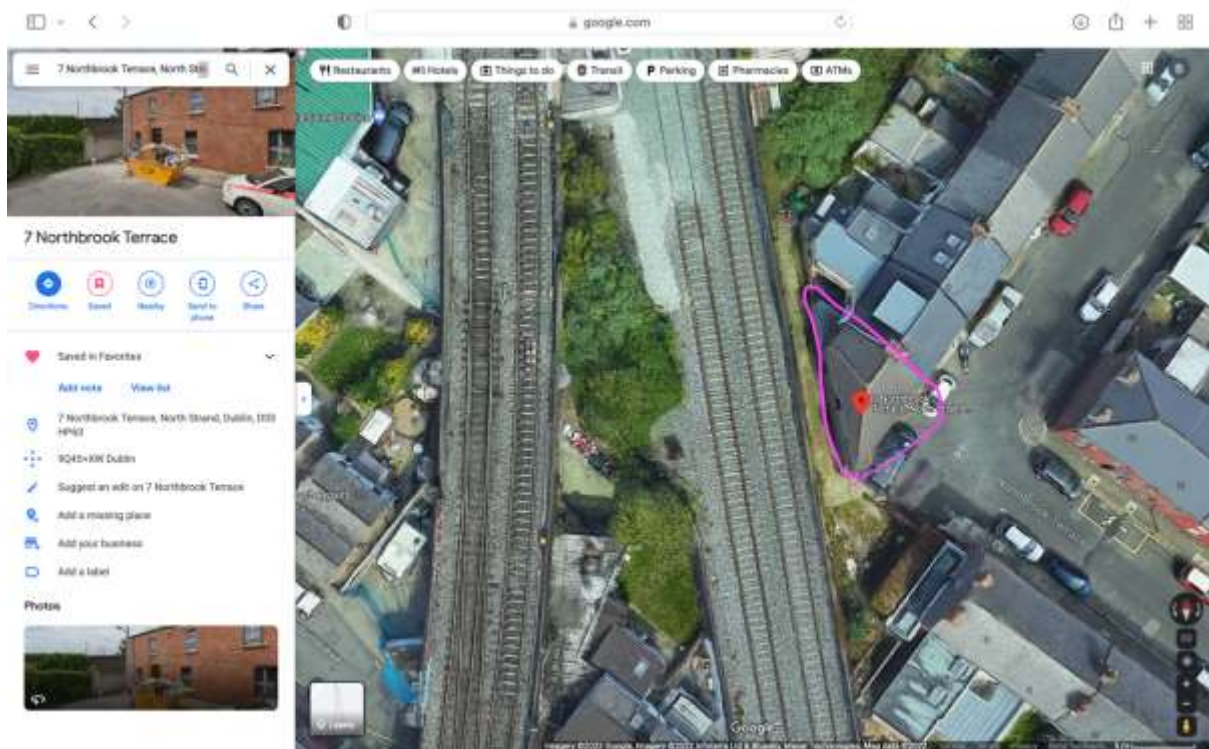 google.com
7 Northbrook Terrace, North St
Restaurants
Hotels
Things to do
Transit
P Parking
Pharmacies
ATMs
7 Northbrook Terrace
Directions
Saved
Nearby
Send to
phone
Share
Saved in Favorites
Add note
View list
7 Northbrook Terrace, North Strand, Dublin, D03
HP63
9Q45+XW Dublin
Suggest an edit on 7 Northbrook Terrace
Add a missing place
Add your business
Add a label
Photos
Layers
Google